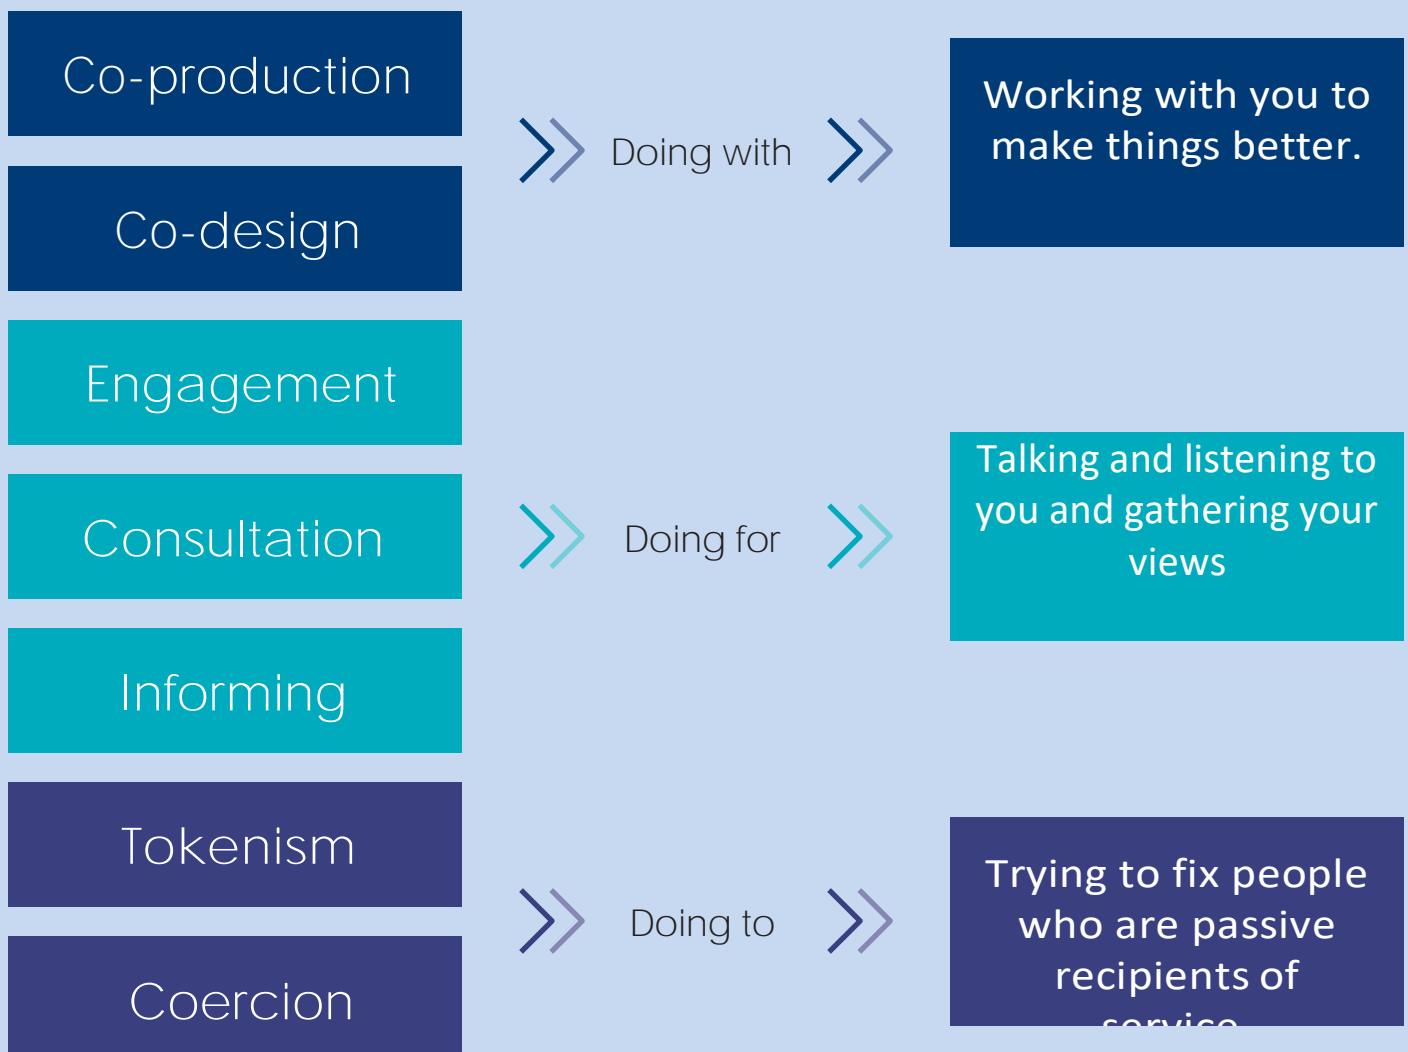 Co-production
Co-design
Doing with
Working with you to
make things better.
Engagement
Consultation
Informing
Doing for
Talking and listening to
you and gathering your
views
Tokenism
Coercion
Doing to
Trying to fix people
who are passive
recipients of
service